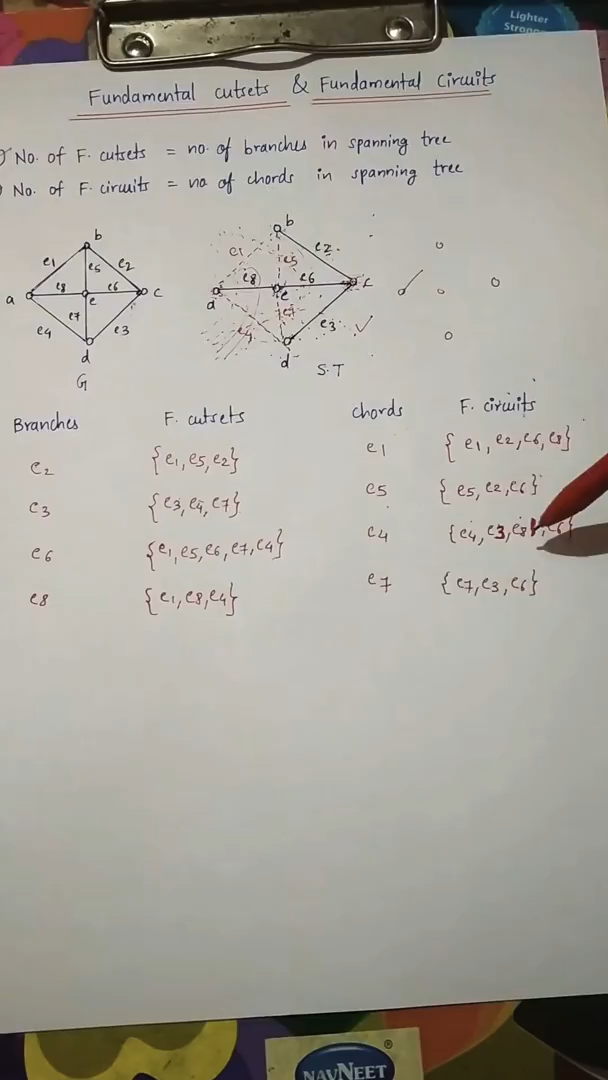 Lighter
Fundamental cutsets & Fundamental Circuits
No. of F. cutsets = no. of branches in spanning tree
No. of F. circuits = no. of chords in spanning tree
b
e1 e5 e2
a e8 e e6 c
e4 e7 e3
d
G
b
e1 e5 e2
a e8 e e6 c
e4 e7 e3
d
S.T
Branches F. cutsets chords F. circuits
e2 {e1, e5, e2} e1 {e1, e2, e6, e8}
e3 {e3, e4, e7} e5 {e5, e2, e6}
e6 {e1, e5, e6, e7, e4} e4 {e4, e3, e8, e6}
e8 {e1, e8, e4} e7 {e7, e3, e6}
NAVNEET